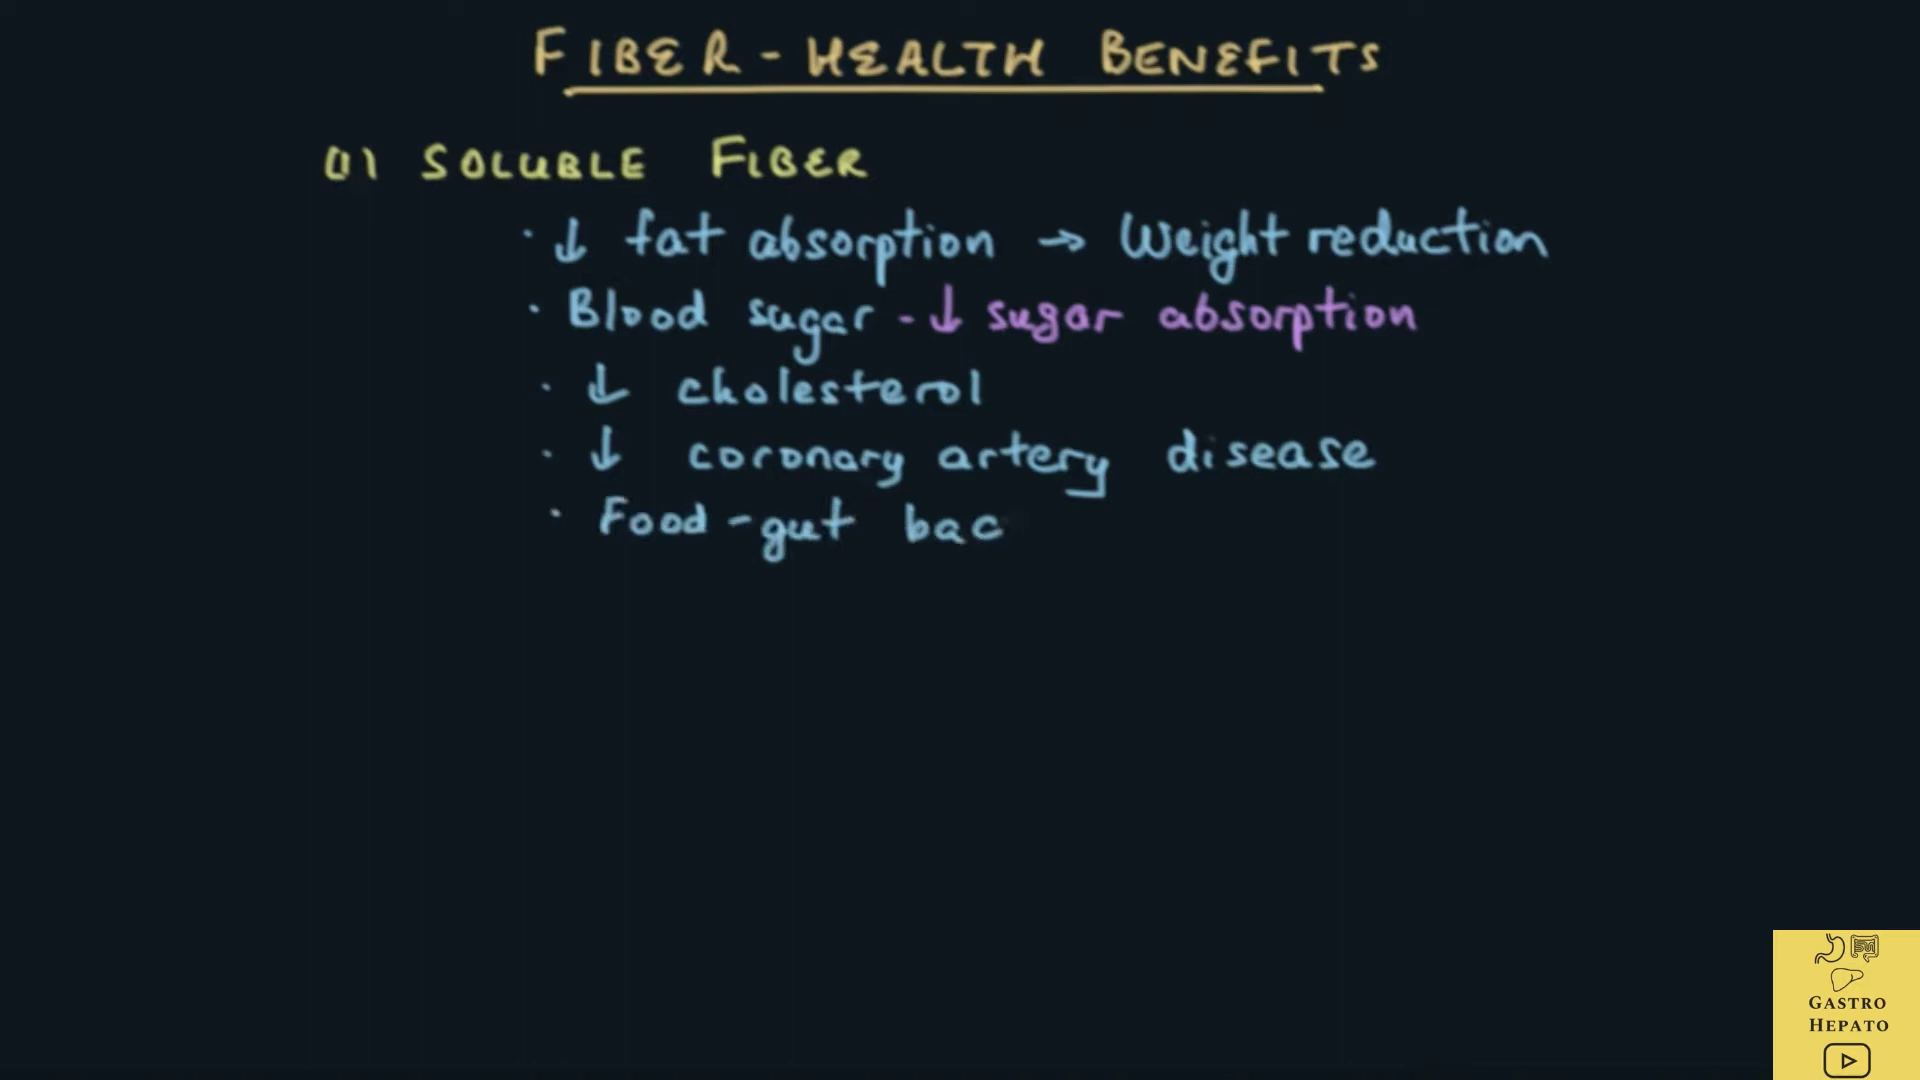 FIBER - HEALTH BENEFITS
01) SOLUBLE FIBER
· ↓ fat absorption → Weight reduction
· Blood sugar - ↓ sugar absorption
· ↓ cholesterol
· ↓ coronary artery disease
· Food - gut bac
GASTRO
HEPATO